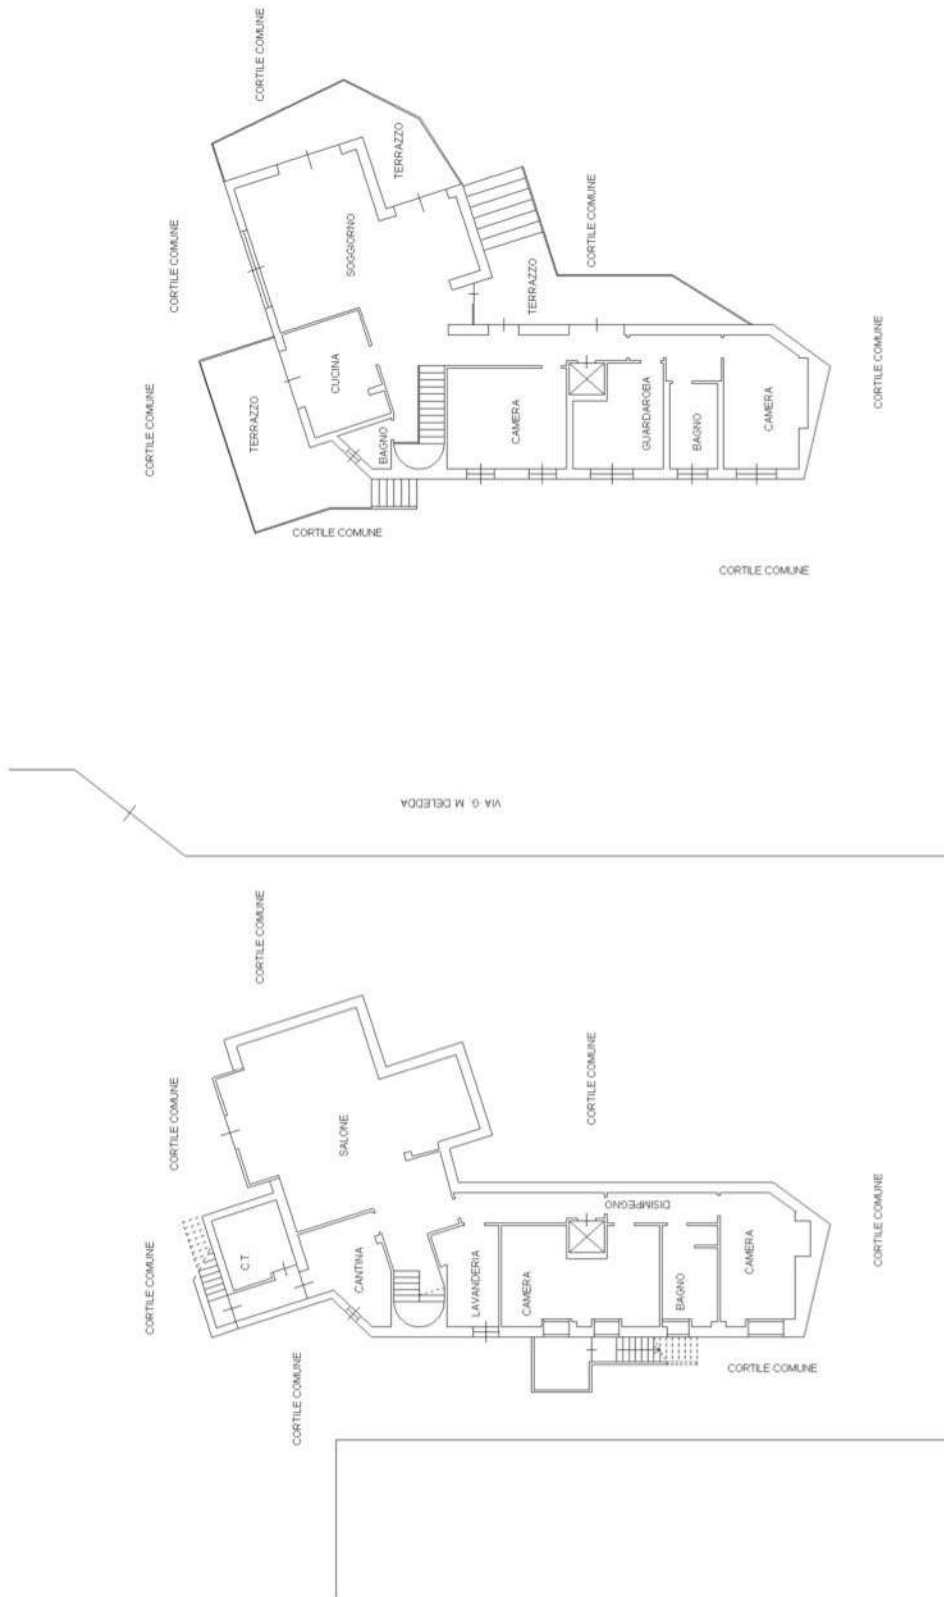 CORTILE COMUNE
CORTILE COMUNE
CORTILE COMUNE
TERRAZZO
SOGGIORNO
TERRAZZO
CUCINA
BAGNO
TERRAZZO
CORTILE COMUNE
CAMERA
GUARDAROBA
BAGNO
CAMERA
CORTILE COMUNE
CORTILE COMUNE
CORTILE COMUNE
VIA G. M DELEDDA
CORTILE COMUNE
CORTILE COMUNE
CORTILE COMUNE
SALONE
C.T
CANTINA
LAVANDERIA
CAMERA
DISIMPEGNO
BAGNO
CAMERA
CORTILE COMUNE
CORTILE COMUNE
CORTILE COMUNE
CORTILE COMUNE